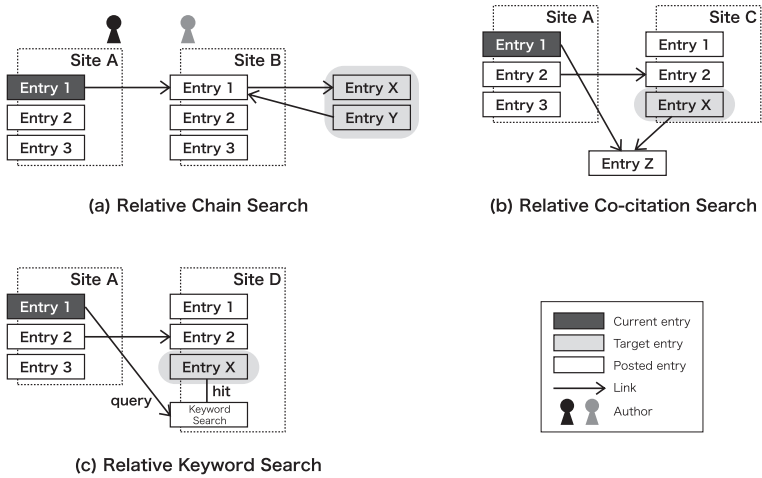 Site A
Entry 1
Entry 2
Entry 3
Site B
Entry 1
Entry 2
Entry 3
Entry X
Entry Y
(a) Relative Chain Search
Site A
Entry 1
Entry 2
Entry 3
Site C
Entry 1
Entry 2
Entry X
Entry Z
(b) Relative Co-citation Search
Site A
Entry 1
Entry 2
Entry 3
query
Site D
Entry 1
Entry 2
Entry X
hit
Keyword
Search
(c) Relative Keyword Search
Current entry
Target entry
Posted entry
Link
Author